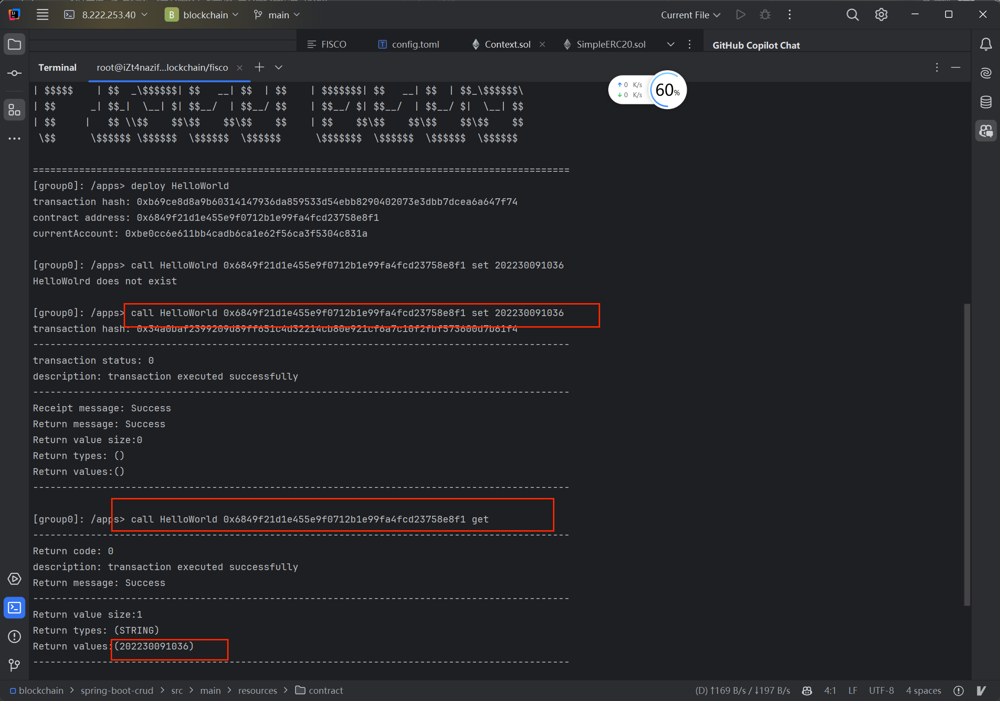 8.222.253.40
B blockchain
main
Current File
FISCO
config.toml
Context.sol
SimpleERC20.sol
GitHub Copilot Chat
Terminal
root@iZt4nazif...lockchain/fisco
↑ 0 K/s
↓ 0 K/s
60%
| $$$$$    | $$  _\$$$$$$| $$   __| $$  | $$    | $$$$$$$| $$   __| $$  | $$_\$$$$$$\
| $$      _| $$_|  \__| $| $$__/  | $$__/ $$    | $$__/ $| $$__/  | $$__/ $|  \__| $$
| $$     |   $$ \\$$    $$\$$    $$\$$    $$    | $$    $$\$$    $$\$$    $$\$$    $$
 \$$      \$$$$$$ \$$$$$$  \$$$$$$  \$$$$$$      \$$$$$$$  \$$$$$$  \$$$$$$  \$$$$$$
=============================================================================================
[group0]: /apps> deploy HelloWorld
transaction hash: 0xb69ce8d8a9b60314147936da859533d54ebb8290402073e3dbb7dcea6a647f74
contract address: 0x6849f21d1e455e9f0712b1e99fa4fcd23758e8f1
currentAccount: 0xbe0cc6e611bb4cadb6ca1e62f56ca3f5304c831a
[group0]: /apps> call HelloWolrd 0x6849f21d1e455e9f0712b1e99fa4fcd23758e8f1 set 202230091036
HelloWolrd does not exist
[group0]: /apps> call HelloWorld 0x6849f21d1e455e9f0712b1e99fa4fcd23758e8f1 set 202230091036
transaction hash: 0x34a0baf2399209d89ff651c4d32214cb80e921cf6a7c10f2fbf573600d7b61f4
---------------------------------------------------------------------------------------------
transaction status: 0
description: transaction executed successfully
---------------------------------------------------------------------------------------------
Receipt message: Success
Return message: Success
Return value size:0
Return types: ()
Return values:()
---------------------------------------------------------------------------------------------
[group0]: /apps> call HelloWorld 0x6849f21d1e455e9f0712b1e99fa4fcd23758e8f1 get
---------------------------------------------------------------------------------------------
Return code: 0
description: transaction executed successfully
Return message: Success
---------------------------------------------------------------------------------------------
Return value size:1
Return types: (STRING)
Return values:(202230091036)
---------------------------------------------------------------------------------------------
blockchain > spring-boot-crud > src > main > resources > contract
(D) ↑169 B/s / ↓197 B/s
4:1
LF
UTF-8
4 spaces